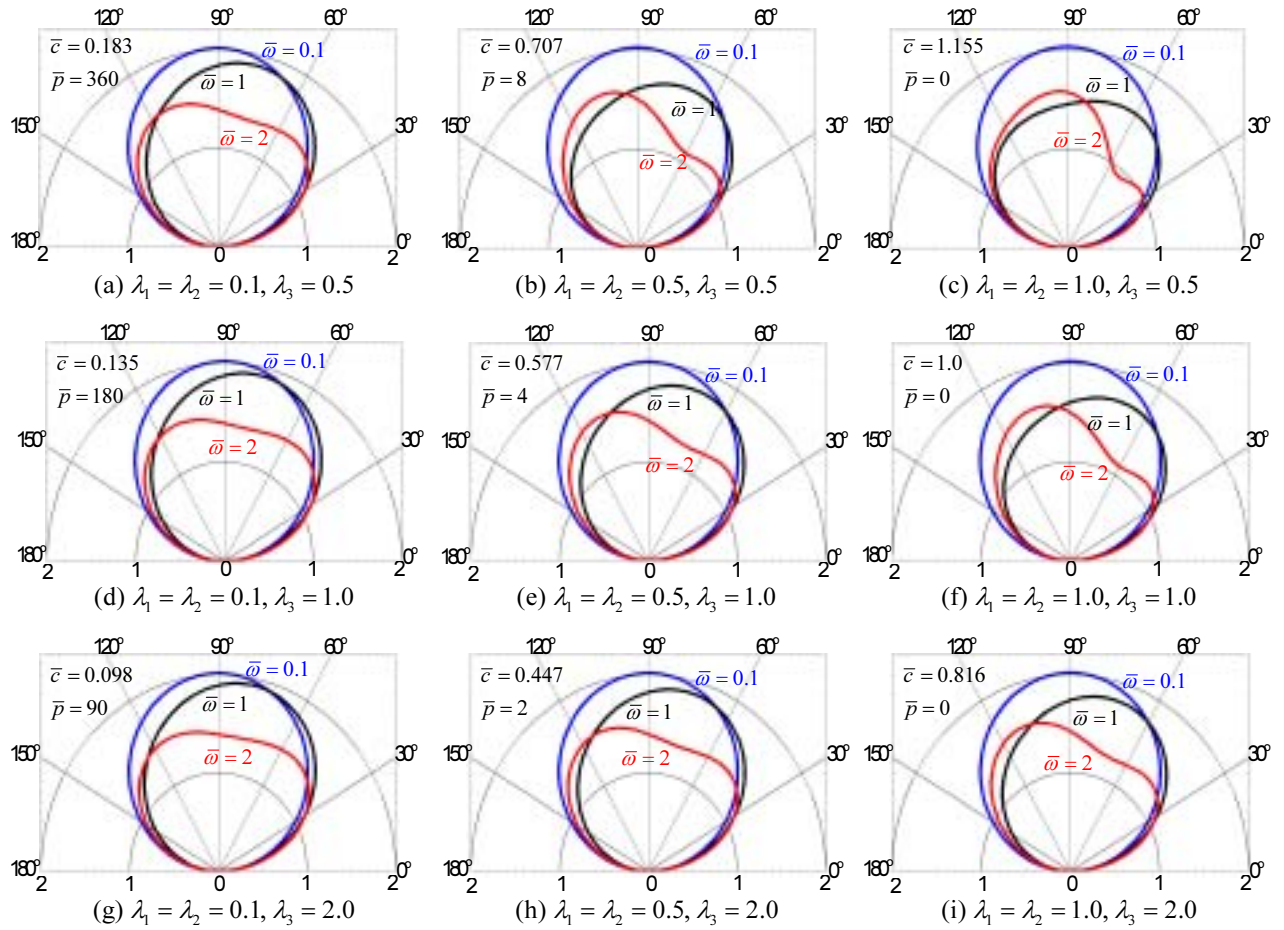 120° 90° 60°
c̅ = 0.183 ω̅ = 0.1
p̅ = 360 ω̅ = 1
150° ω̅ = 2 30°
180° 0°
2 1 0 1 2
(a) λ₁ = λ₂ = 0.1, λ₃ = 0.5
120° 90° 60°
c̅ = 0.707 ω̅ = 0.1
p̅ = 8 ω̅ = 1
150° ω̅ = 2 30°
180° 0°
2 1 0 1 2
(b) λ₁ = λ₂ = 0.5, λ₃ = 0.5
120° 90° 60°
c̅ = 1.155 ω̅ = 0.1
p̅ = 0 ω̅ = 1
150° ω̅ = 2 30°
180° 0°
2 1 0 1 2
(c) λ₁ = λ₂ = 1.0, λ₃ = 0.5
120° 90° 60°
c̅ = 0.135 ω̅ = 0.1
p̅ = 180 ω̅ = 1
150° ω̅ = 2 30°
180° 0°
2 1 0 1 2
(d) λ₁ = λ₂ = 0.1, λ₃ = 1.0
120° 90° 60°
c̅ = 0.577 ω̅ = 0.1
p̅ = 4 ω̅ = 1
150° ω̅ = 2 30°
180° 0°
2 1 0 1 2
(e) λ₁ = λ₂ = 0.5, λ₃ = 1.0
120° 90° 60°
c̅ = 1.0 ω̅ = 0.1
p̅ = 0 ω̅ = 1
150° ω̅ = 2 30°
180° 0°
2 1 0 1 2
(f) λ₁ = λ₂ = 1.0, λ₃ = 1.0
120° 90° 60°
c̅ = 0.098 ω̅ = 0.1
p̅ = 90 ω̅ = 1
150° ω̅ = 2 30°
180° 0°
2 1 0 1 2
(g) λ₁ = λ₂ = 0.1, λ₃ = 2.0
120° 90° 60°
c̅ = 0.447 ω̅ = 0.1
p̅ = 2 ω̅ = 1
150° ω̅ = 2 30°
180° 0°
2 1 0 1 2
(h) λ₁ = λ₂ = 0.5, λ₃ = 2.0
120° 90° 60°
c̅ = 0.816 ω̅ = 0.1
p̅ = 0 ω̅ = 1
150° ω̅ = 2 30°
180° 0°
2 1 0 1 2
(i) λ₁ = λ₂ = 1.0, λ₃ = 2.0